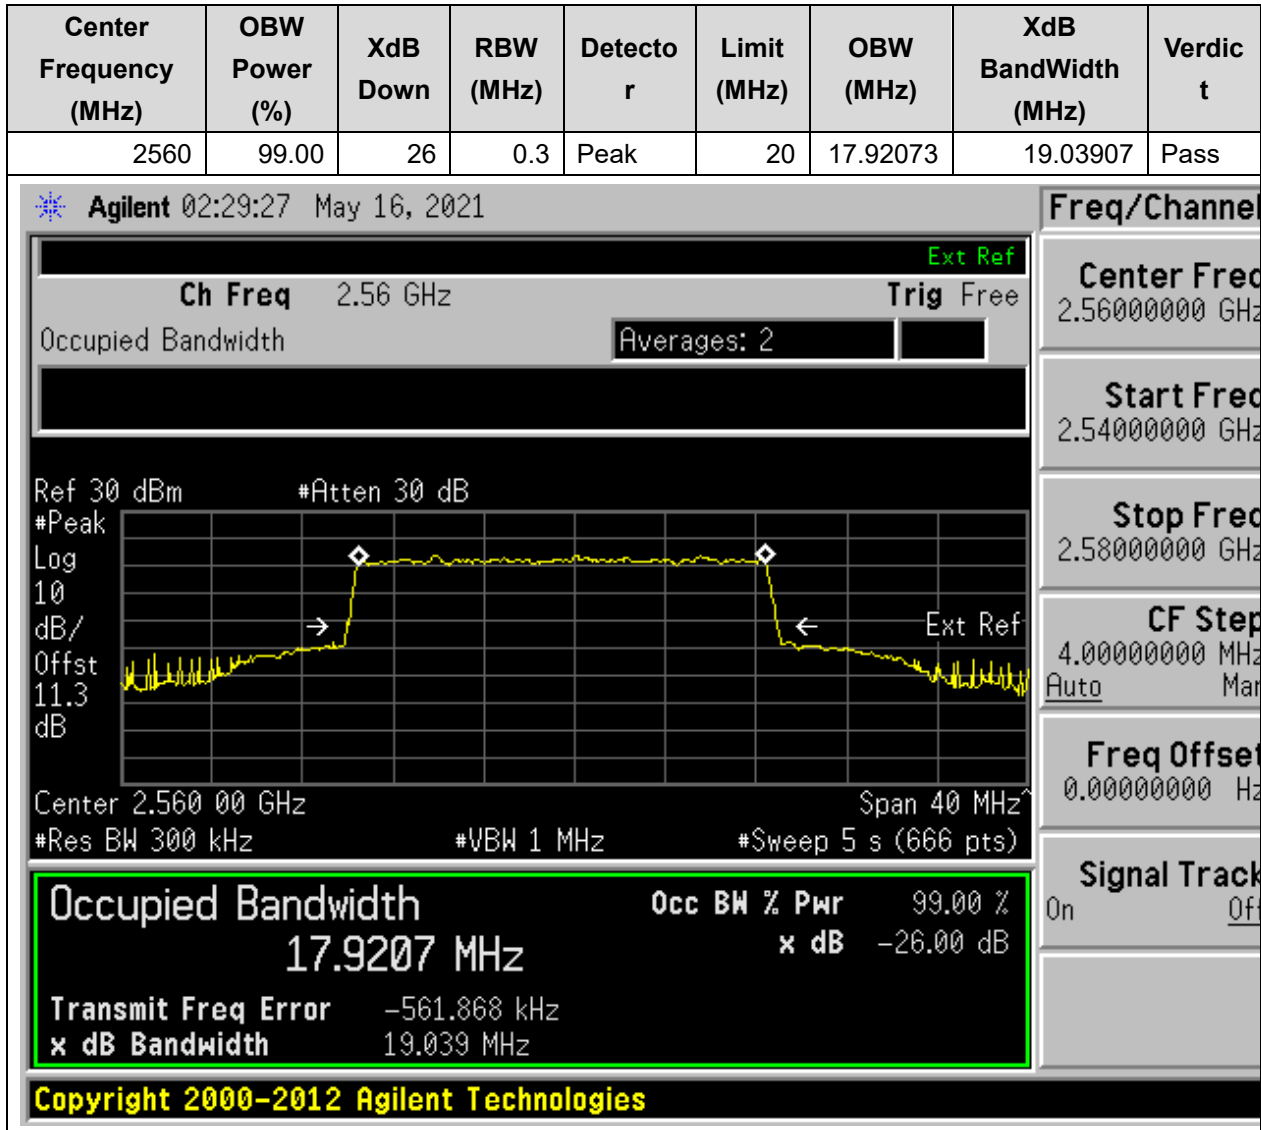 Center Frequency (MHz) OBW Power (%) XdB Down RBW (MHz) Detector Limit (MHz) OBW (MHz) XdB BandWidth (MHz) Verdict
2560 99.00 26 0.3 Peak 20 17.92073 19.03907 Pass
Agilent 02:29:27 May 16, 2021
Freq/Channel
Ext Ref
Ch Freq 2.56 GHz Trig Free
Occupied Bandwidth Averages: 2
Center Freq
2.56000000 GHz
Start Freq
2.54000000 GHz
Stop Freq
2.58000000 GHz
CF Step
4.00000000 MHz
Auto Man
Freq Offset
0.00000000 Hz
Signal Track
On Off
Ref 30 dBm #Atten 30 dB
#Peak
Log
10
dB/
Offst
11.3
dB
Ext Ref
Center 2.560 00 GHz Span 40 MHz^
#Res BW 300 kHz #VBW 1 MHz #Sweep 5 s (666 pts)
Occupied Bandwidth
17.9207 MHz
Occ BW % Pwr 99.00 %
x dB -26.00 dB
Transmit Freq Error -561.868 kHz
x dB Bandwidth 19.039 MHz
Copyright 2000-2012 Agilent Technologies